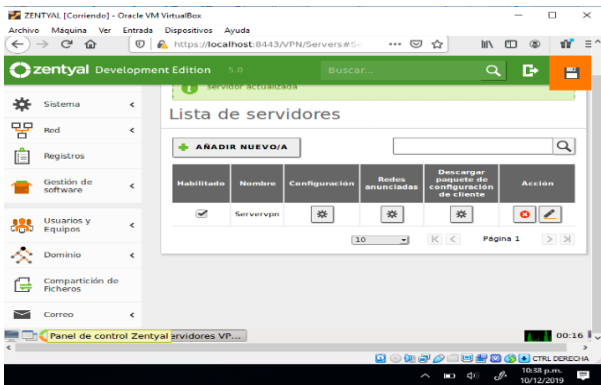 ZENTYAL [Corriendo] - Oracle VM VirtualBox
Archivo Máquina Ver Entrada Dispositivos Ayuda
https://localhost:8443/VPN/Servers#Se
zentyal Development Edition 5.0 Buscar...
servidor actualizada
Lista de servidores
AÑADIR NUEVO/A
Habilitado Nombre Configuración Redes anunciadas Descargar paquete de configuración de cliente Acción
Servervpn
10 Página 1
Sistema
Red
Registros
Gestión de
software
Usuarios y
Equipos
Dominio
Compartición de
Ficheros
Correo
Panel de control Zentyal ervidores VP... 00:16
CTRL DERECHA
10:38 p.m.
10/12/2019